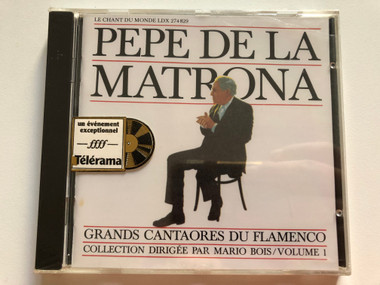 LE CHANT DU MONDE LDX 274 829
PEPE DE LA
MATRONA
un événement
exceptionnel
ffff
Télérama
GRANDS CANTAORES DU FLAMENCO
COLLECTION DIRIGÉE PAR MARIO BOIS/VOLUME 1